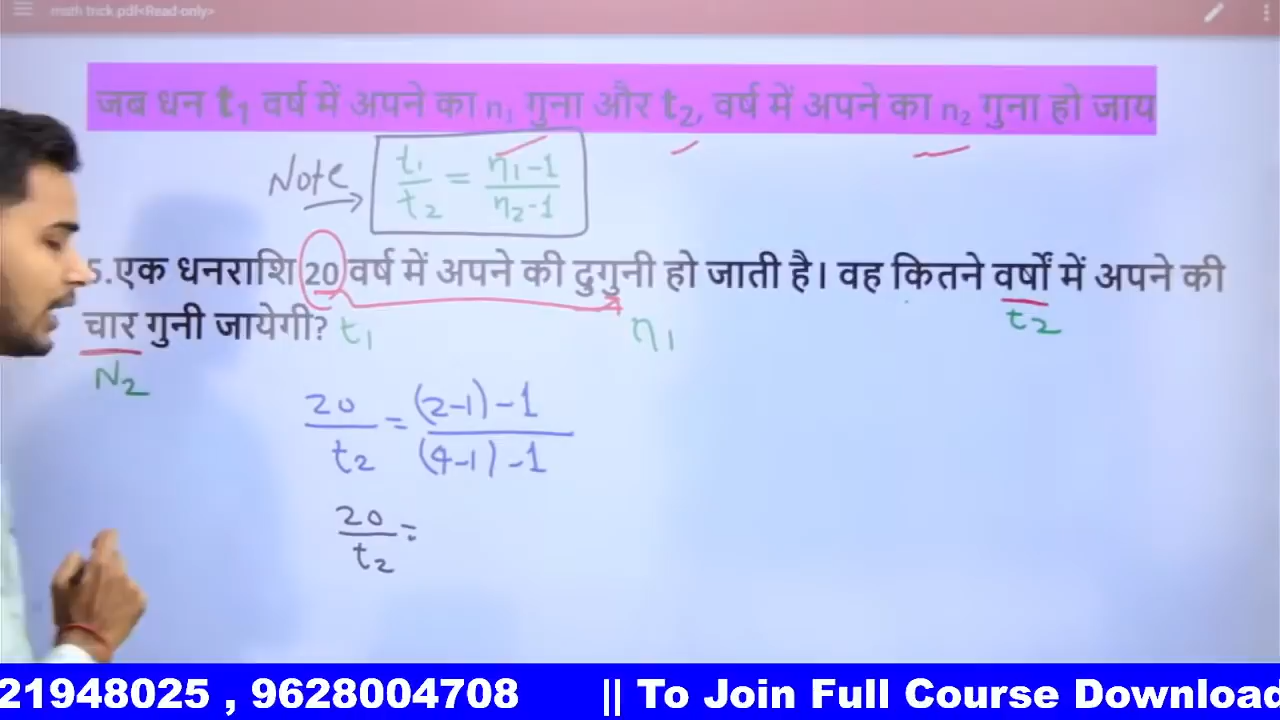 math trick pdf<Read-only>
जब धन t1 वर्ष में अपने का n1 गुना और t2, वर्ष में अपने का n2 गुना हो जाय
Note → t1/t2 = n1-1/n2-1
5.एक धनराशि 20 वर्ष में अपने की दुगुनी हो जाती है। वह कितने वर्षों में अपने की
चार गुनी जायेगी? t1 n1 t2
N2
20/t2 = (2-1)-1/(4-1)-1
20/t2 =
21948025 , 9628004708 || To Join Full Course Download